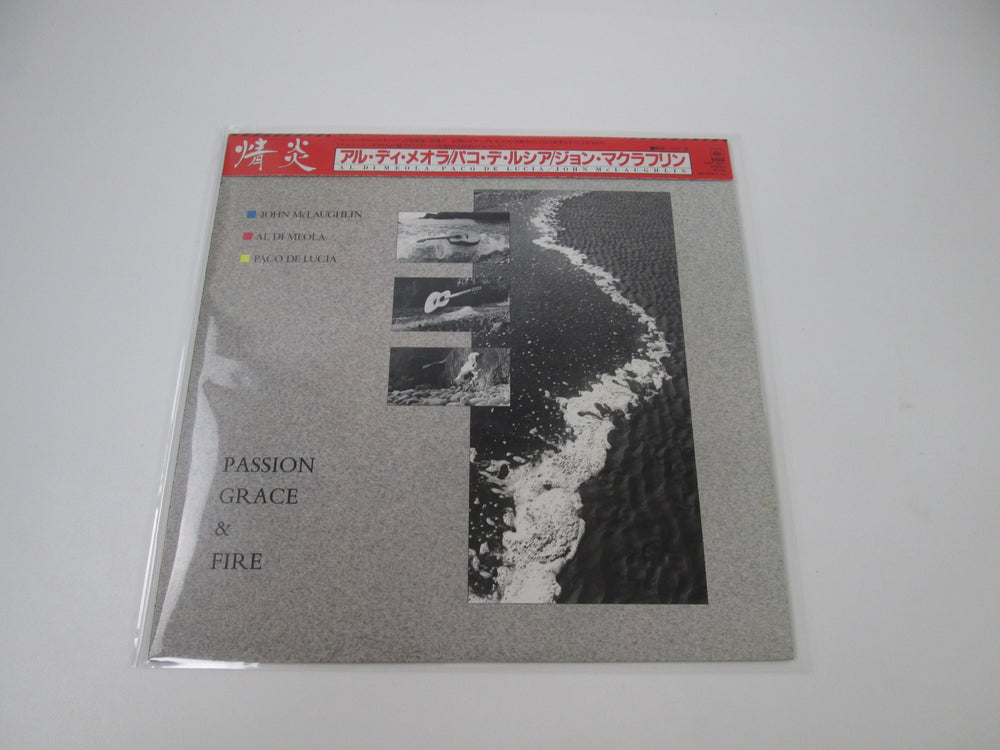 情炎
アル・ディ・メオラ/パコ・デ・ルシア/ジョン・マクラフリン
AL DI MEOLA PACO DE LUCIA JOHN McLAUGHLIN
JOHN McLAUGHLIN
AL DI MEOLA
PACO DE LUCIA
PASSION
GRACE
&
FIRE